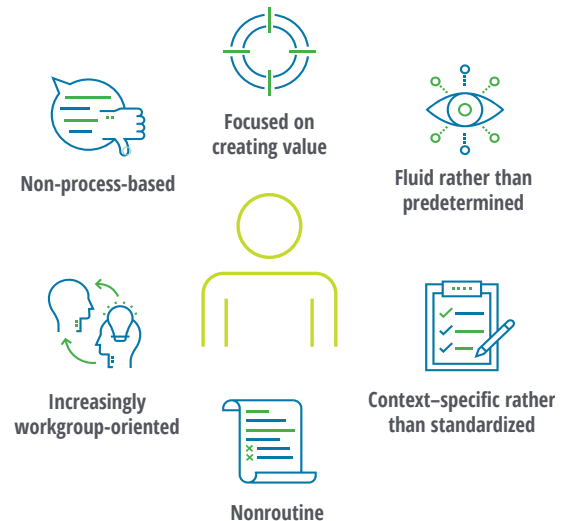 Focused on
creating value
Non-process-based
Fluid rather than
predetermined
Increasingly
workgroup-oriented
Context–specific rather
than standardized
Nonroutine